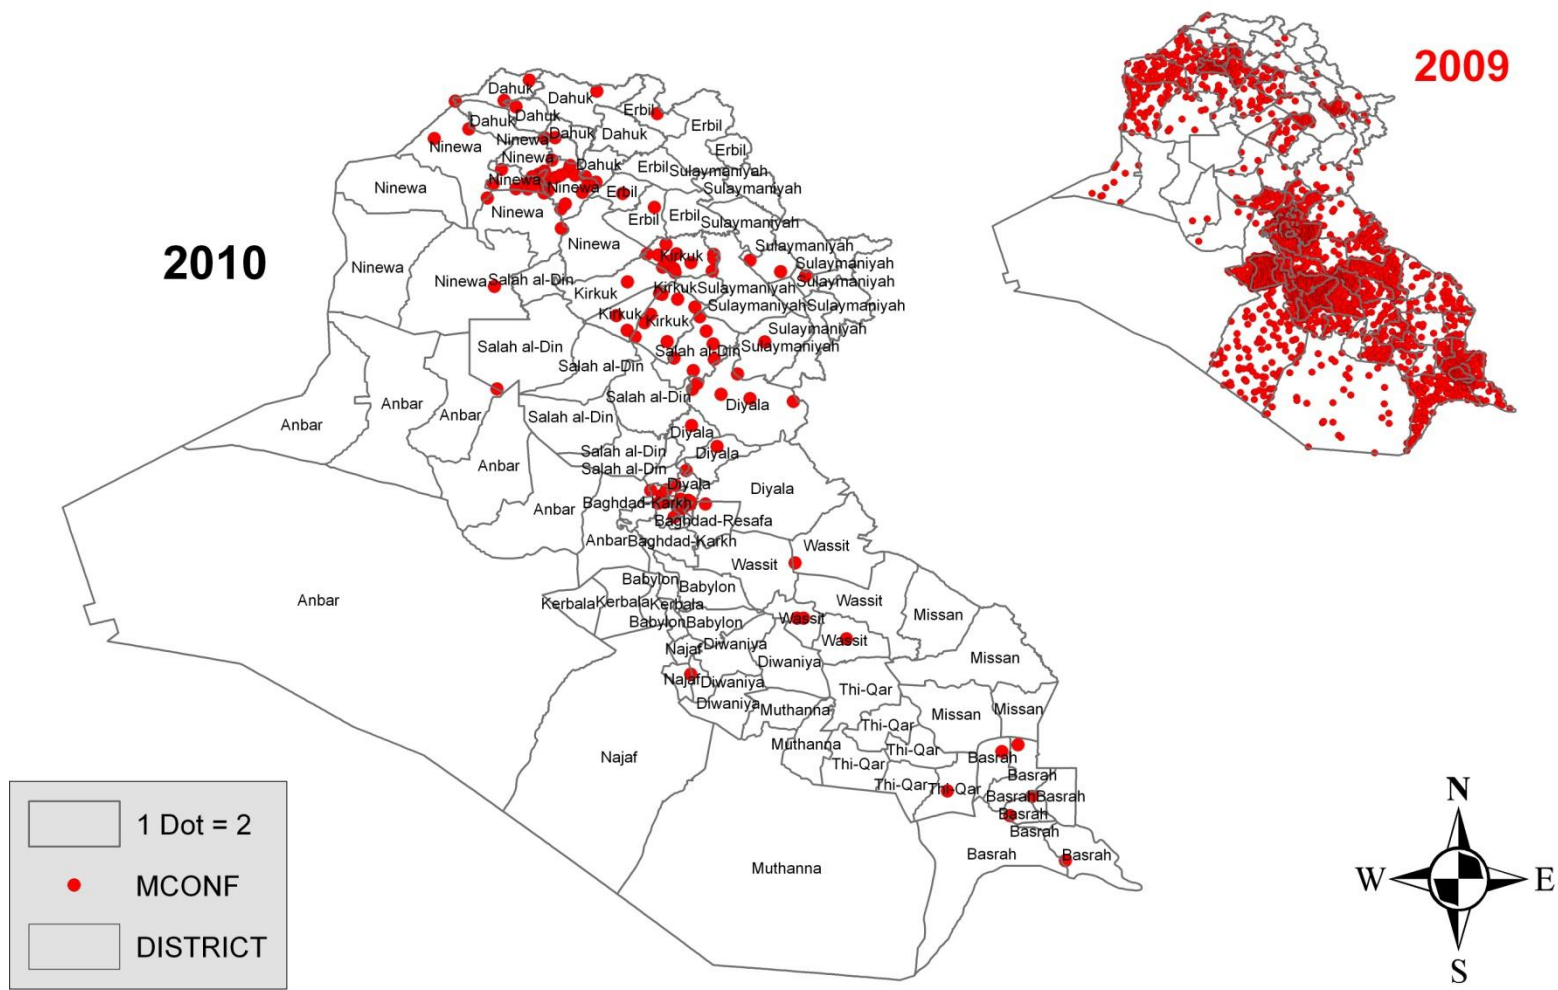 2009
2010
Dahuk
Dahuk
Erbil
Erbil
Dahuk
Dahuk
Dahuk
Dahuk
Ninewa
Ninewa
Erbil
Ninewa
Dahuk
Erbil
Sulaymaniyah
Ninewa
Ninewa
Ninewa
Erbil
Sulaymaniyah
Ninewa
Erbil
Erbil
Sulaymaniyah
Ninewa
Sulaymaniyah
Kirkuk
Sulaymaniyah
Ninewa
Ninewa
Salah al-Din
Kirkuk
Kirkuk
Sulaymaniyah
Sulaymaniyah
Sulaymaniyah
Sulaymaniyah
Kirkuk
Kirkuk
Sulaymaniyah
Salah al-Din
Salah al-Din
Sulaymaniyah
Salah al-Din
Salah al-Din
Anbar
Diyala
Anbar
Anbar
Salah al-Din
Anbar
Diyala
Salah al-Din
Diyala
Anbar
Salah al-Din
Diyala
Diyala
Baghdad-Karkh
Anbar
Baghdad-Resafa
Anbar
Baghdad-Karkh
Wassit
Wassit
Babylon
Babylon
Anbar
Kerbala
Kerbala
Kerbala
Wassit
Missan
Babylon
Babylon
Wassit
Najaf
Diwaniya
Wassit
Diwaniya
Missan
Najaf
Diwaniya
Thi-Qar
Diwaniya
Muthanna
Missan
Missan
Thi-Qar
Muthanna
Thi-Qar
Najaf
Thi-Qar
Basrah
Basrah
Thi-Qar
Thi-Qar
Basrah
Basrah
Basrah
Basrah
Basrah
Basrah
Muthanna
1 Dot = 2
MCONF
DISTRICT
N
W
E
S